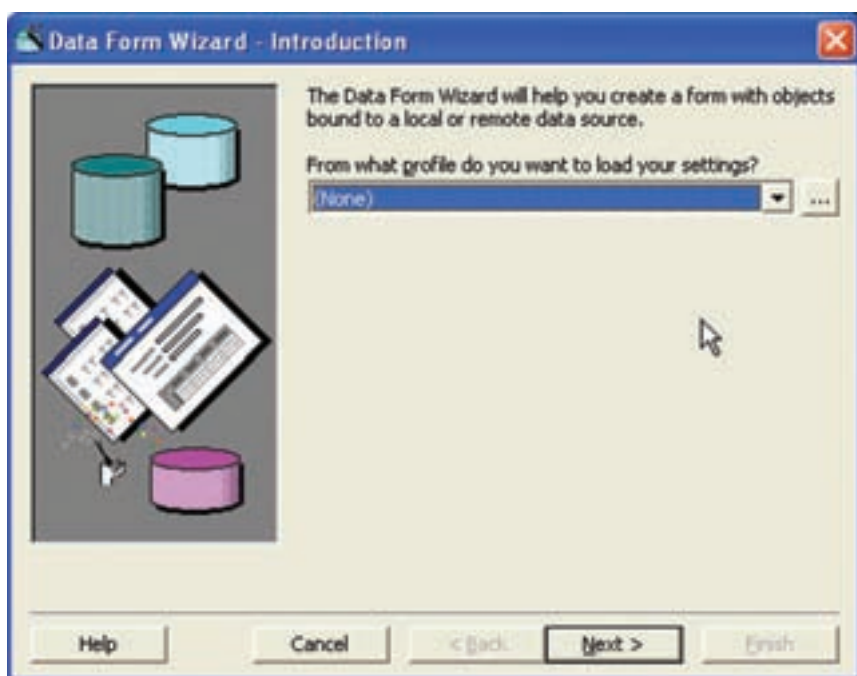 Data Form Wizard - Introduction
The Data Form Wizard will help you create a form with objects
bound to a local or remote data source.
From what profile do you want to load your settings?
(None)
...
Help
Cancel
< Back
Next >
Finish